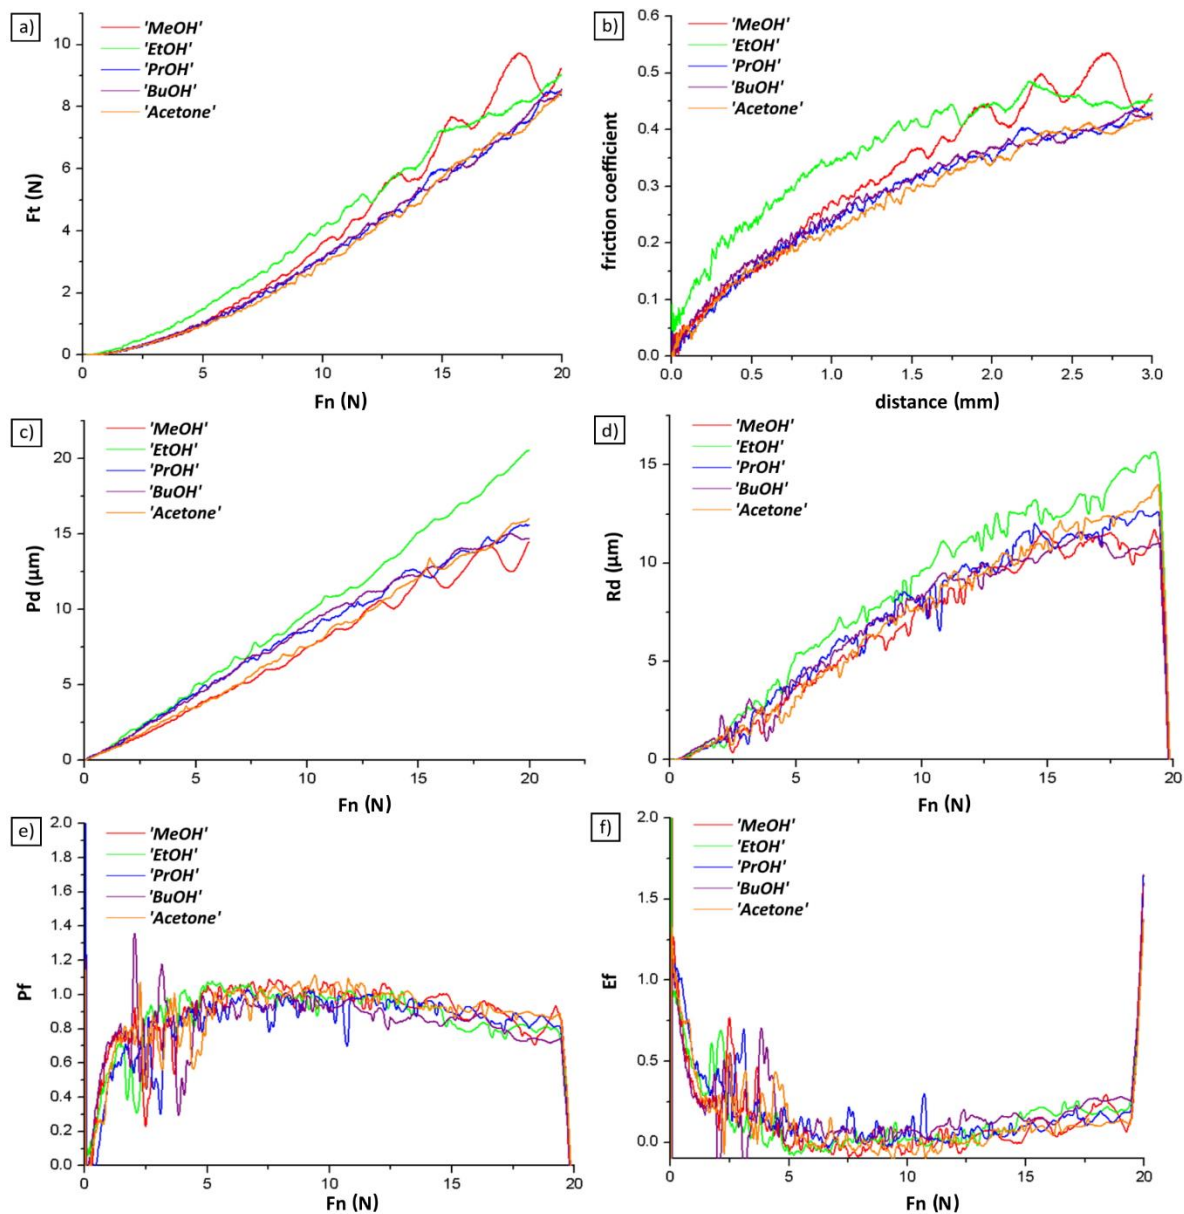 a)
'MeOH'
'EtOH'
'PrOH'
'BuOH'
'Acetone'
10
8
6
4
2
0
0
5
10
15
20
Ft (N)
Fn (N)
b)
'MeOH'
'EtOH'
'PrOH'
'BuOH'
'Acetone'
0.6
0.5
0.4
0.3
0.2
0.1
0.0
0.0
0.5
1.0
1.5
2.0
2.5
3.0
friction coefficient
distance (mm)
c)
'MeOH'
'EtOH'
'PrOH'
'BuOH'
'Acetone'
20
15
10
5
0
0
5
10
15
20
Pd (μm)
Fn (N)
d)
'MeOH'
'EtOH'
'PrOH'
'BuOH'
'Acetone'
15
10
5
0
0
5
10
15
20
Rd (μm)
Fn (N)
e)
'MeOH'
'EtOH'
'PrOH'
'BuOH'
'Acetone'
2.0
1.8
1.6
1.4
1.2
1.0
0.8
0.6
0.4
0.2
0.0
0
5
10
15
20
Pf
Fn (N)
f)
'MeOH'
'EtOH'
'PrOH'
'BuOH'
'Acetone'
2.0
1.5
1.0
0.5
0.0
0
5
10
15
20
Ef
Fn (N)